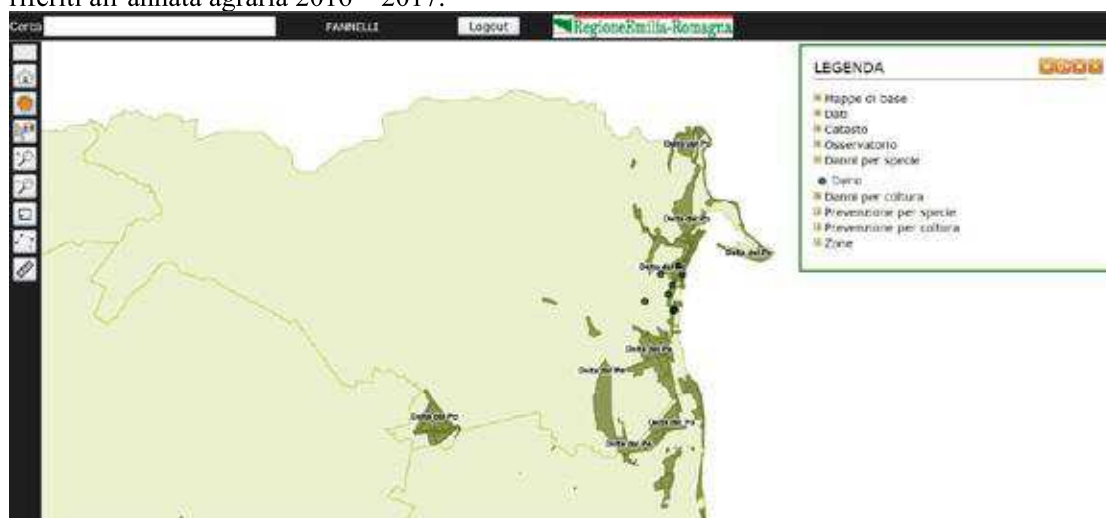 riferiti all'annata agraria 2016 – 2017.
Cerca
FANNELLI
Logout
RegioneEmilia-Romagna
LEGENDA
Mappe di base
Dati
Catasto
Osservatorio
Danni per specie
Daino
Danni per coltura
Prevenzione per specie
Prevenzione per coltura
Zone
Delta del Po
Delta del Po
Delta del Po
Delta del Po
Delta del Po
Delta del Po
Delta del Po
Delta del Po
Delta del Po